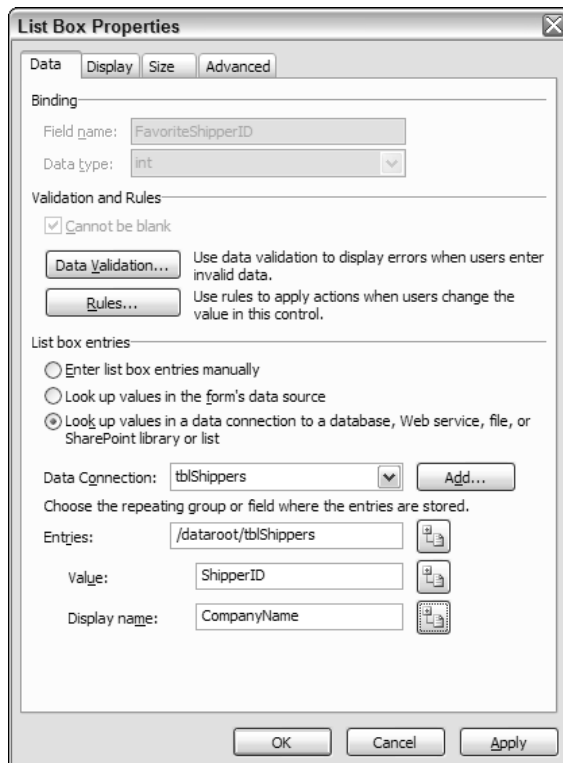 List Box Properties
Data Display Size Advanced
Binding
Field name: FavoriteShipperID
Data type: int
Validation and Rules
Cannot be blank
Data Validation... Use data validation to display errors when users enter
invalid data.
Rules... Use rules to apply actions when users change the
value in this control.
List box entries
Enter list box entries manually
Look up values in the form's data source
Look up values in a data connection to a database, Web service, file, or
SharePoint library or list
Data Connection: tblShippers Add...
Choose the repeating group or field where the entries are stored.
Entries: /dataroot/tblShippers
Value: ShipperID
Display name: CompanyName
OK Cancel Apply